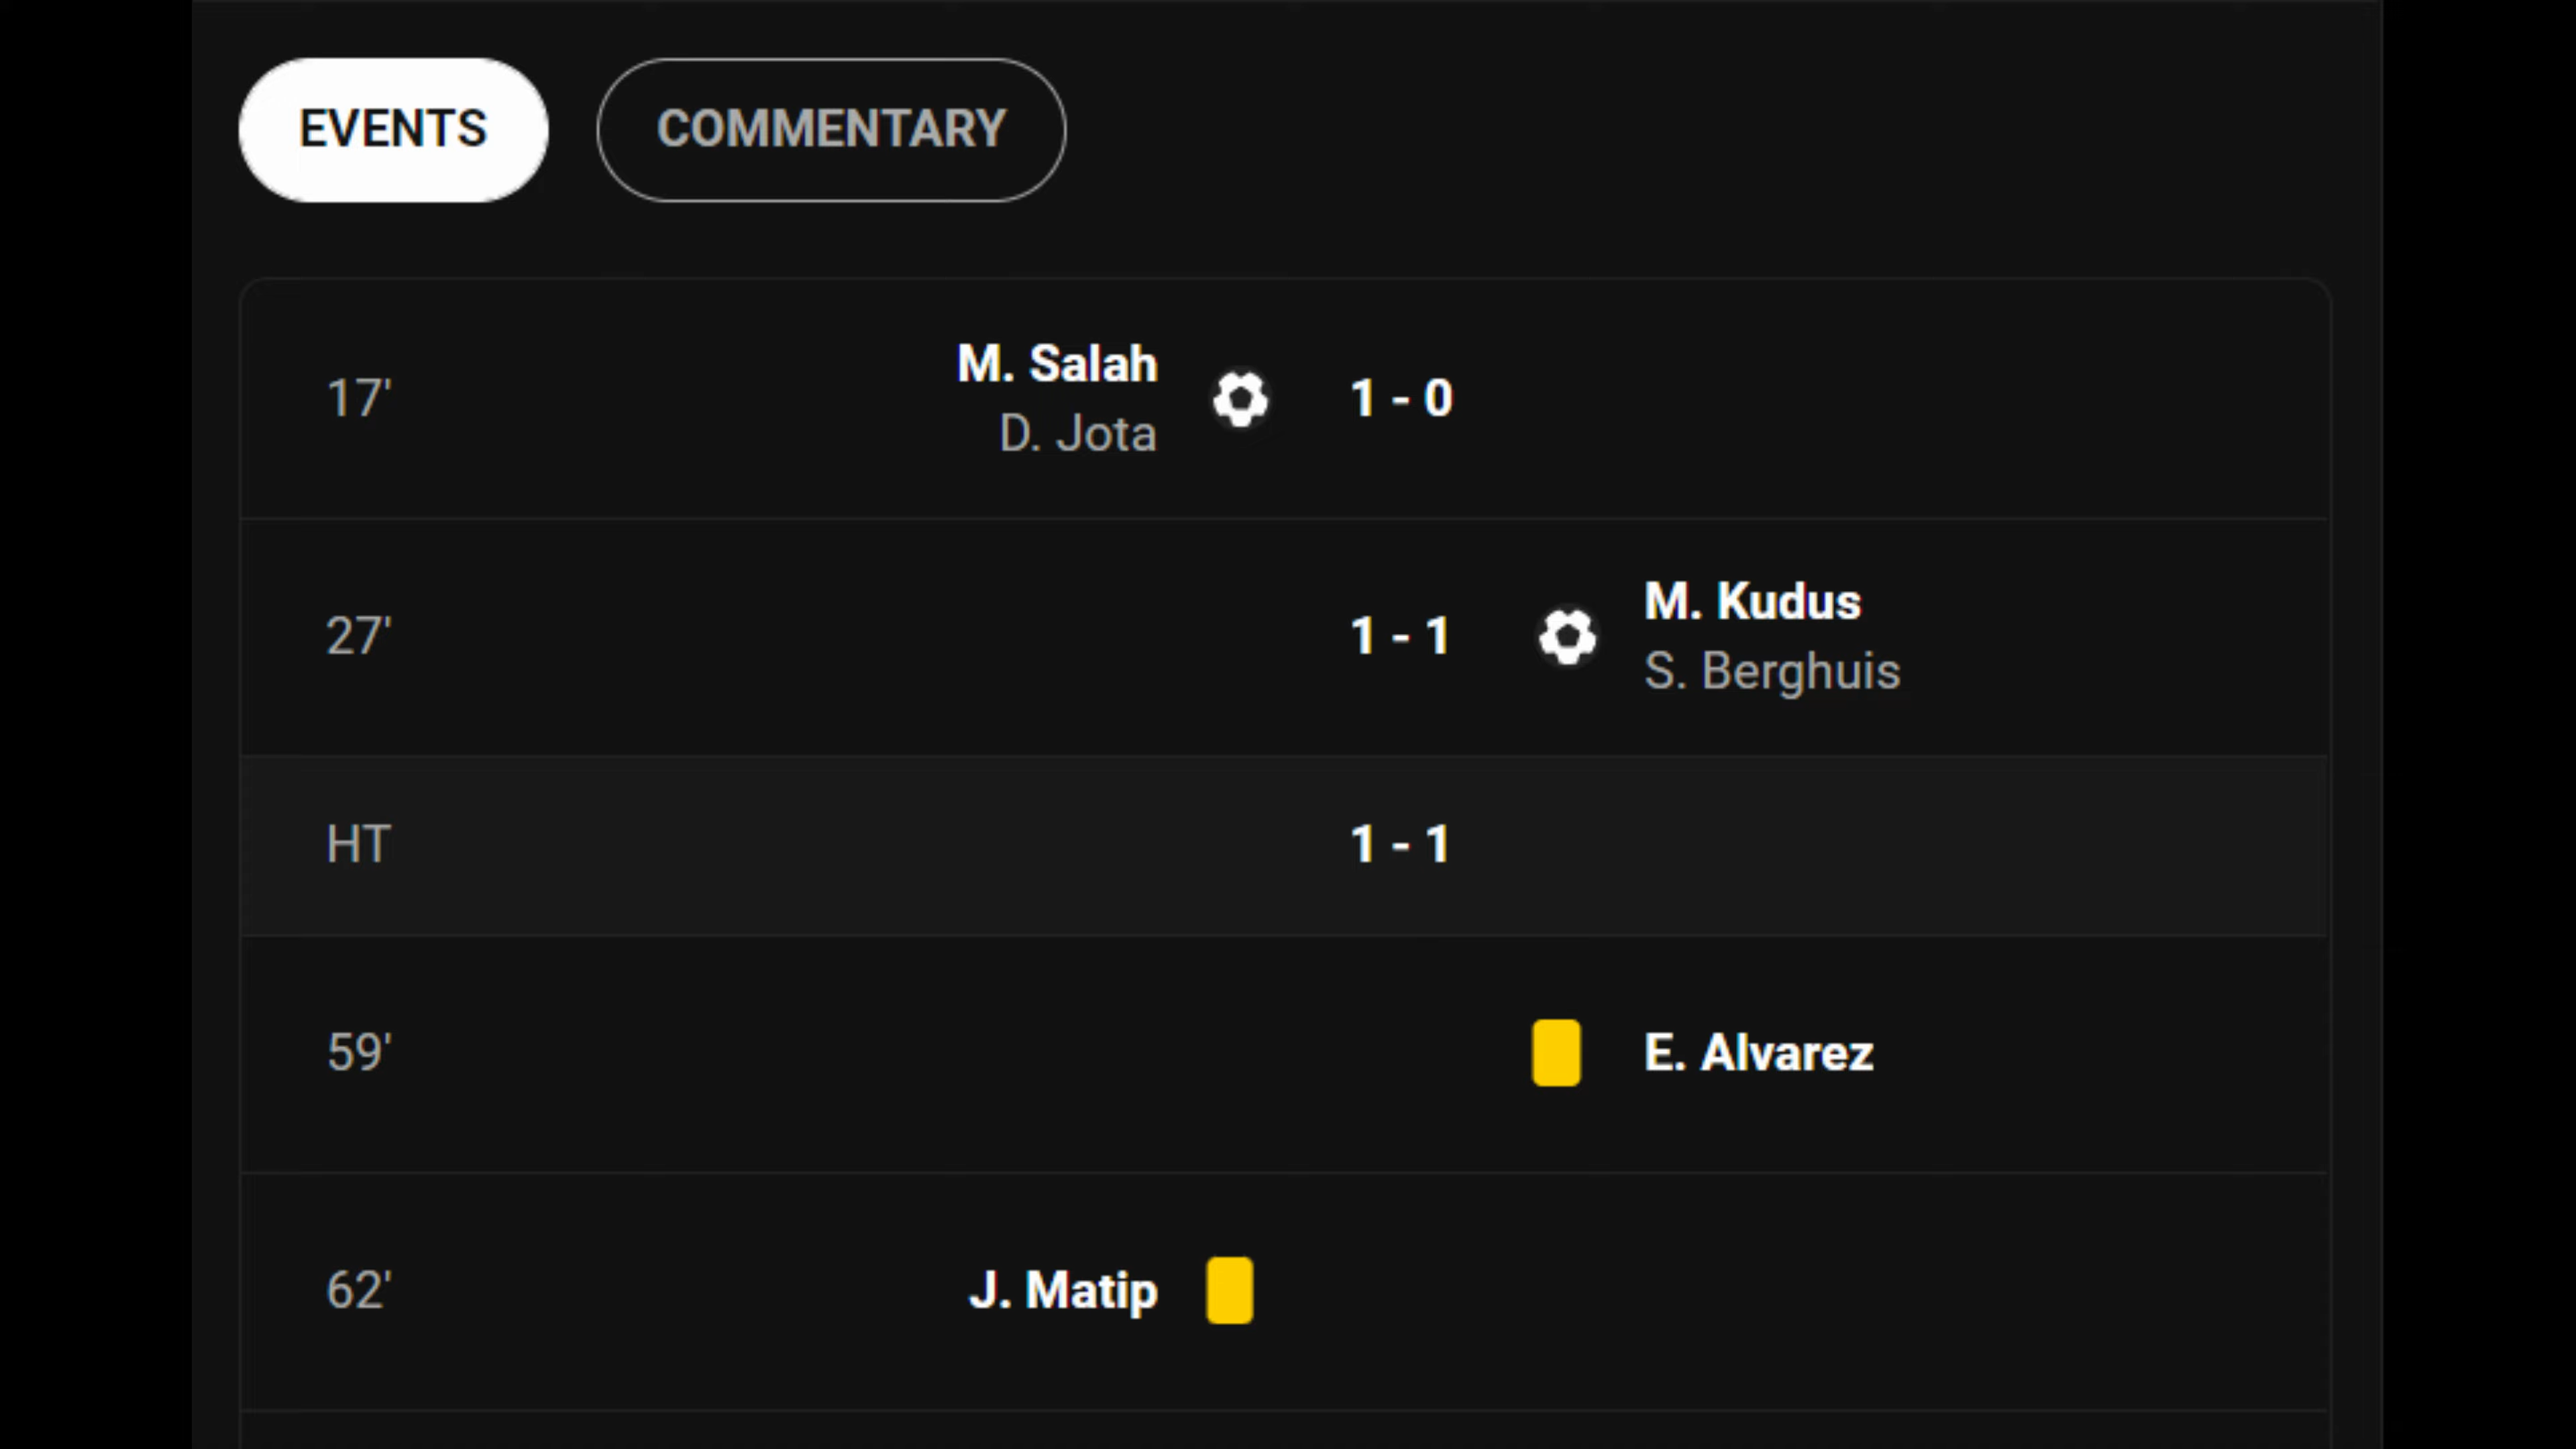 EVENTS COMMENTARY
M. Salah
17' 1 - 0
D. Jota
M. Kudus
27' 1 - 1
S. Berghuis
HT 1 - 1
59' E. Alvarez
62' J. Matip